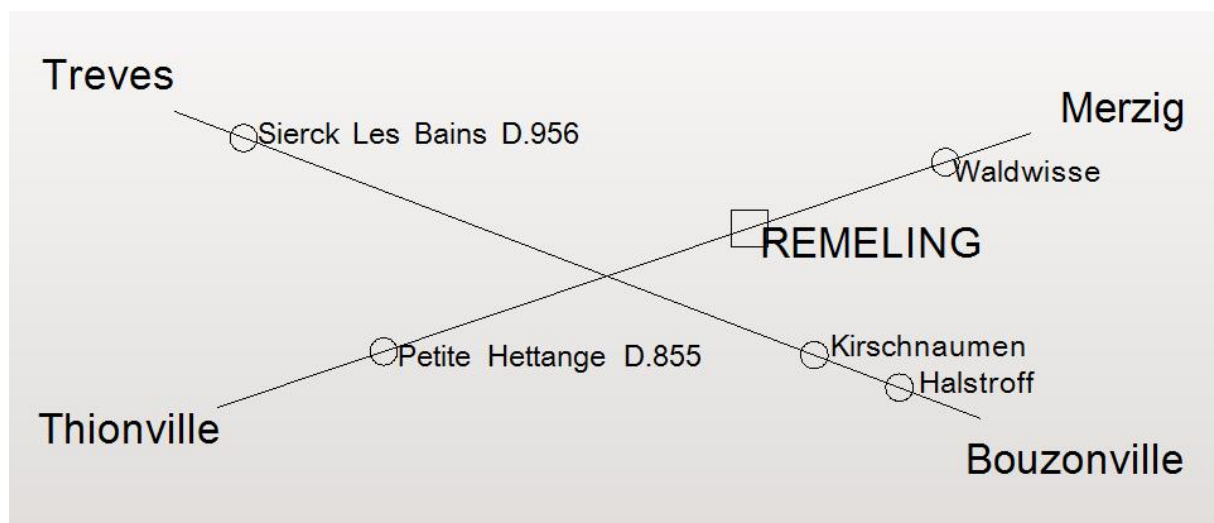 Treves
Merzig
Sierck Les Bains D.956
Waldwisse
REMELING
Kirschnaumen
Petite Hettange D.855
Halstroff
Thionville
Bouzonville